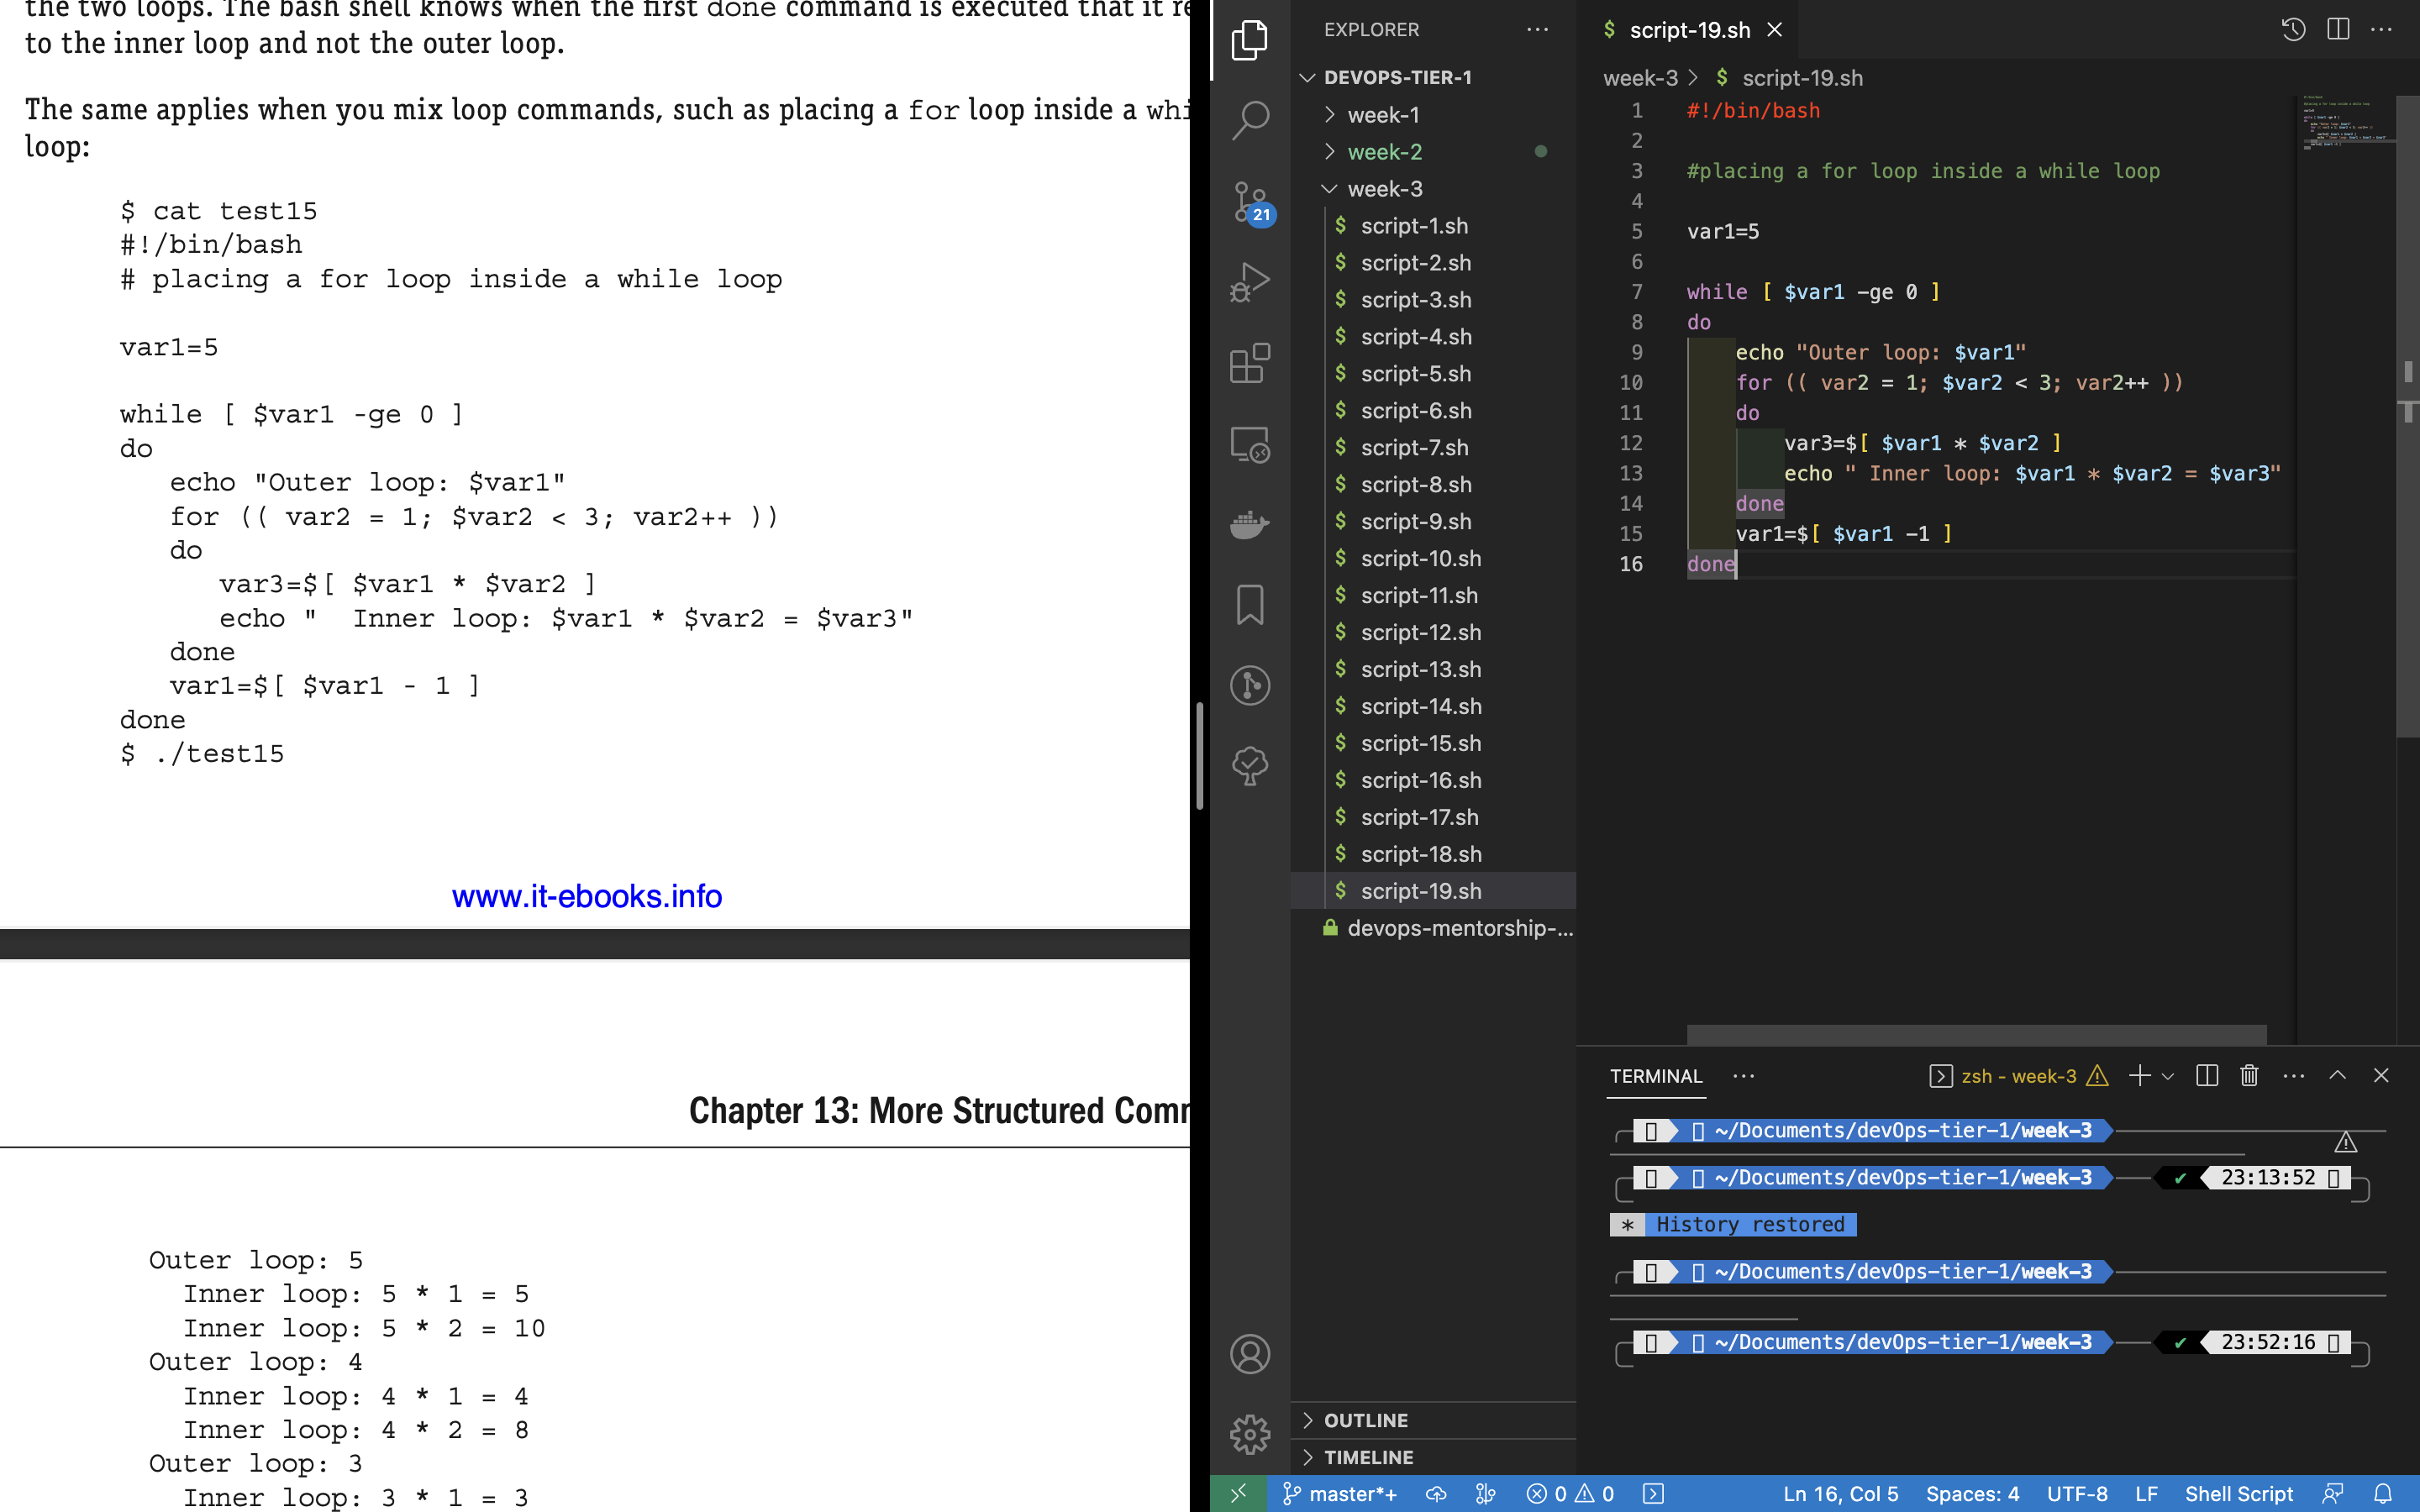 the two loops. The bash shell knows when the first done command is executed that it re
to the inner loop and not the outer loop.
The same applies when you mix loop commands, such as placing a for loop inside a whi
loop:
$ cat test15
#!/bin/bash
# placing a for loop inside a while loop
var1=5
while [ $var1 -ge 0 ]
do
echo "Outer loop: $var1"
for (( var2 = 1; $var2 < 3; var2++ ))
do
var3=$[ $var1 * $var2 ]
echo "  Inner loop: $var1 * $var2 = $var3"
done
var1=$[ $var1 - 1 ]
done
$ ./test15
www.it-ebooks.info
Chapter 13: More Structured Comm
Outer loop: 5
Inner loop: 5 * 1 = 5
Inner loop: 5 * 2 = 10
Outer loop: 4
Inner loop: 4 * 1 = 4
Inner loop: 4 * 2 = 8
Outer loop: 3
Inner loop: 3 * 1 = 3
21
EXPLORER
DEVOPS-TIER-1
week-1
week-2
week-3
$ script-1.sh
$ script-2.sh
$ script-3.sh
$ script-4.sh
$ script-5.sh
$ script-6.sh
$ script-7.sh
$ script-8.sh
$ script-9.sh
$ script-10.sh
$ script-11.sh
$ script-12.sh
$ script-13.sh
$ script-14.sh
$ script-15.sh
$ script-16.sh
$ script-17.sh
$ script-18.sh
$ script-19.sh
devops-mentorship-...
OUTLINE
TIMELINE
$ script-19.sh
week-3 > $ script-19.sh
1 #!/bin/bash
2
3 #placing a for loop inside a while loop
4
5 var1=5
6
7 while [ $var1 -ge 0 ]
8 do
9 echo "Outer loop: $var1"
10 for (( var2 = 1; $var2 < 3; var2++ ))
11 do
12 var3=$[ $var1 * $var2 ]
13 echo " Inner loop: $var1 * $var2 = $var3"
14 done
15 var1=$[ $var1 -1 ]
16 done
TERMINAL
zsh - week-3
~/Documents/devOps-tier-1/week-3
~/Documents/devOps-tier-1/week-3 ✔ 23:13:52
* History restored
~/Documents/devOps-tier-1/week-3
~/Documents/devOps-tier-1/week-3 ✔ 23:52:16
master*+ 0 0 Ln 16, Col 5 Spaces: 4 UTF-8 LF Shell Script